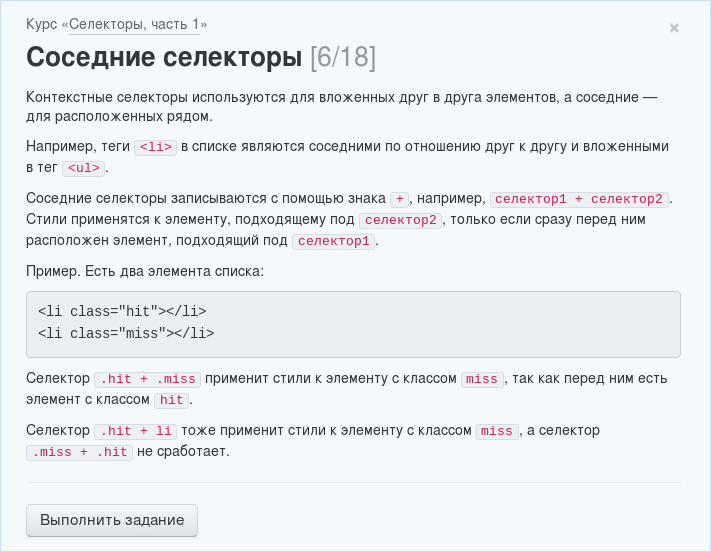 Курс «Селекторы, часть 1»
×
Соседние селекторы [6/18]
Контекстные селекторы используются для вложенных друг в друга элементов, а соседние —
для расположенных рядом.
Например, теги <li> в списке являются соседними по отношению друг к другу и вложенными
в тег <ul>.
Соседние селекторы записываются с помощью знака +, например, селектор1 + селектор2.
Стили применятся к элементу, подходящему под селектор2, только если сразу перед ним
расположен элемент, подходящий под селектор1.
Пример. Есть два элемента списка:
<li class="hit"></li>
<li class="miss"></li>
Селектор .hit + .miss применит стили к элементу с классом miss, так как перед ним есть
элемент с классом hit.
Селектор .hit + li тоже применит стили к элементу с классом miss, а селектор
.miss + .hit не сработает.
Выполнить задание